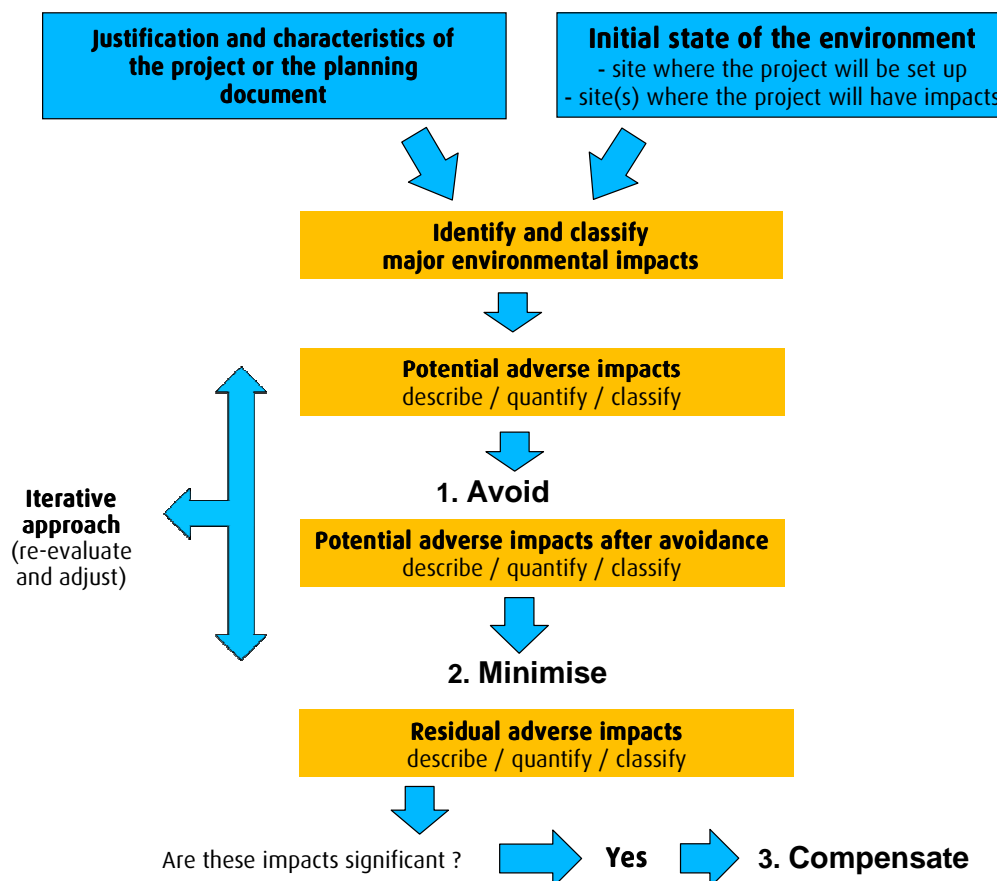 Justification and characteristics of
the project or the planning
document
Initial state of the environment
- site where the project will be set up
- site(s) where the project will have impacts
Identify and classify
major environmental impacts
Potential adverse impacts
describe / quantify / classify
1. Avoid
Iterative
approach
(re-evaluate
and adjust)
Potential adverse impacts after avoidance
describe / quantify / classify
2. Minimise
Residual adverse impacts
describe / quantify / classify
Are these impacts significant ?
Yes
3. Compensate